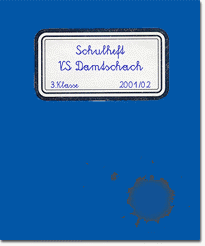 Schulheft
VS Damtschach
3. Klasse 2001/02